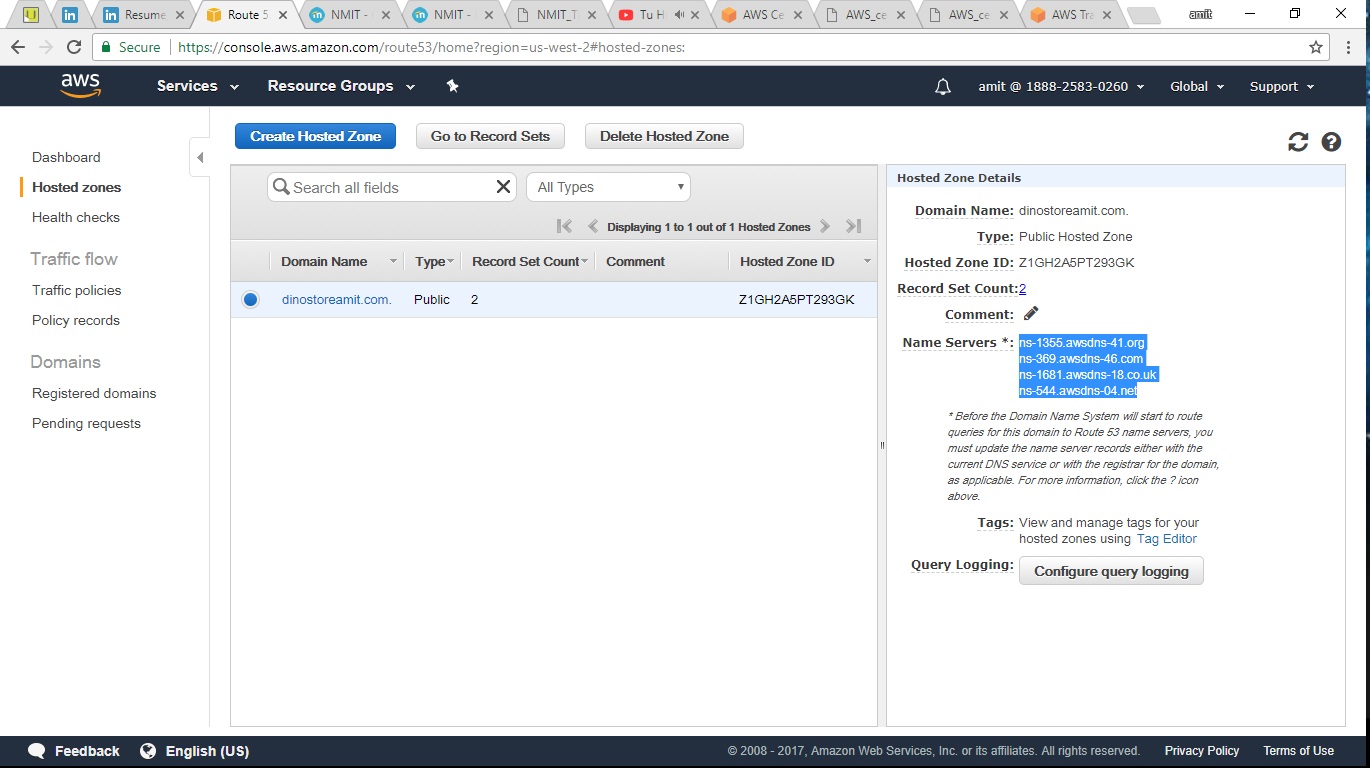 Resume
Route 5
NMIT -
NMIT -
NMIT_T
Tu H
AWS Ce
AWS_ce
AWS_ce
AWS Tra
amit
Secure
https://console.aws.amazon.com/route53/home?region=us-west-2#hosted-zones:
aws
Services
Resource Groups
amit @ 1888-2583-0260
Global
Support
Dashboard
Hosted zones
Health checks
Traffic flow
Traffic policies
Policy records
Domains
Registered domains
Pending requests
Create Hosted Zone
Go to Record Sets
Delete Hosted Zone
Search all fields
All Types
Displaying 1 to 1 out of 1 Hosted Zones
Domain Name Type Record Set Count Comment Hosted Zone ID
dinostoreamit.com. Public 2 Z1GH2A5PT293GK
Hosted Zone Details
Domain Name: dinostoreamit.com.
Type: Public Hosted Zone
Hosted Zone ID: Z1GH2A5PT293GK
Record Set Count: 2
Comment:
Name Servers *: ns-1355.awsdns-41.org
ns-369.awsdns-46.com
ns-1681.awsdns-18.co.uk
ns-544.awsdns-04.net
* Before the Domain Name System will start to route
queries for this domain to Route 53 name servers, you
must update the name server records either with the
current DNS service or with the registrar for the domain,
as applicable. For more information, click the ? icon
above.
Tags: View and manage tags for your
hosted zones using Tag Editor
Query Logging: Configure query logging
Feedback
English (US)
© 2008 - 2017, Amazon Web Services, Inc. or its affiliates. All rights reserved.
Privacy Policy
Terms of Use